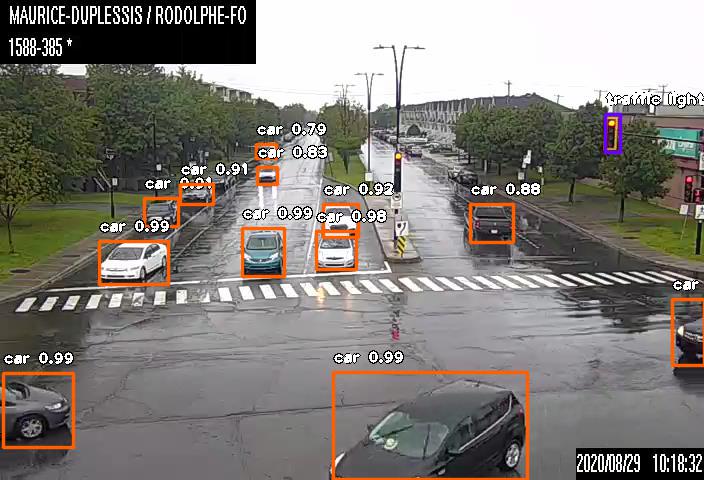 MAURICE-DUPLESSIS / RODOLPHE-FO
1588-385 *
traffic light
car 0.79
car 0.83
car 0.91
car 0.91
car 0.92
car 0.88
car 0.99
car 0.98
car 0.99
car
car 0.99
car 0.99
2020/08/29 10:18:32